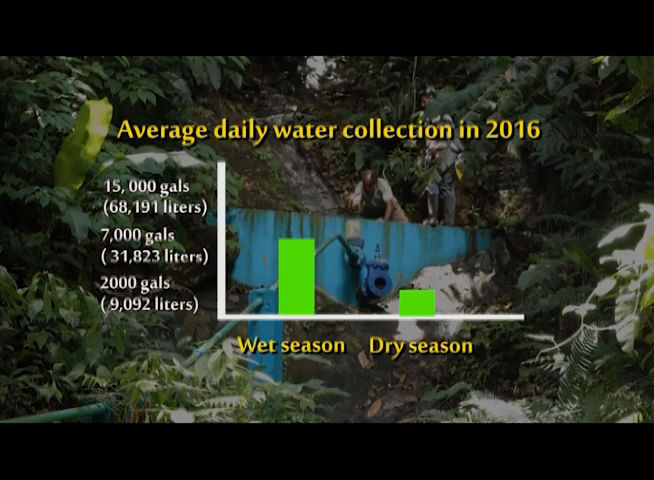 Average daily water collection in 2016
15, 000 gals
(68,191 liters)
7,000 gals
( 31,823 liters)
2000 gals
( 9,092 liters)
Wet season Dry season